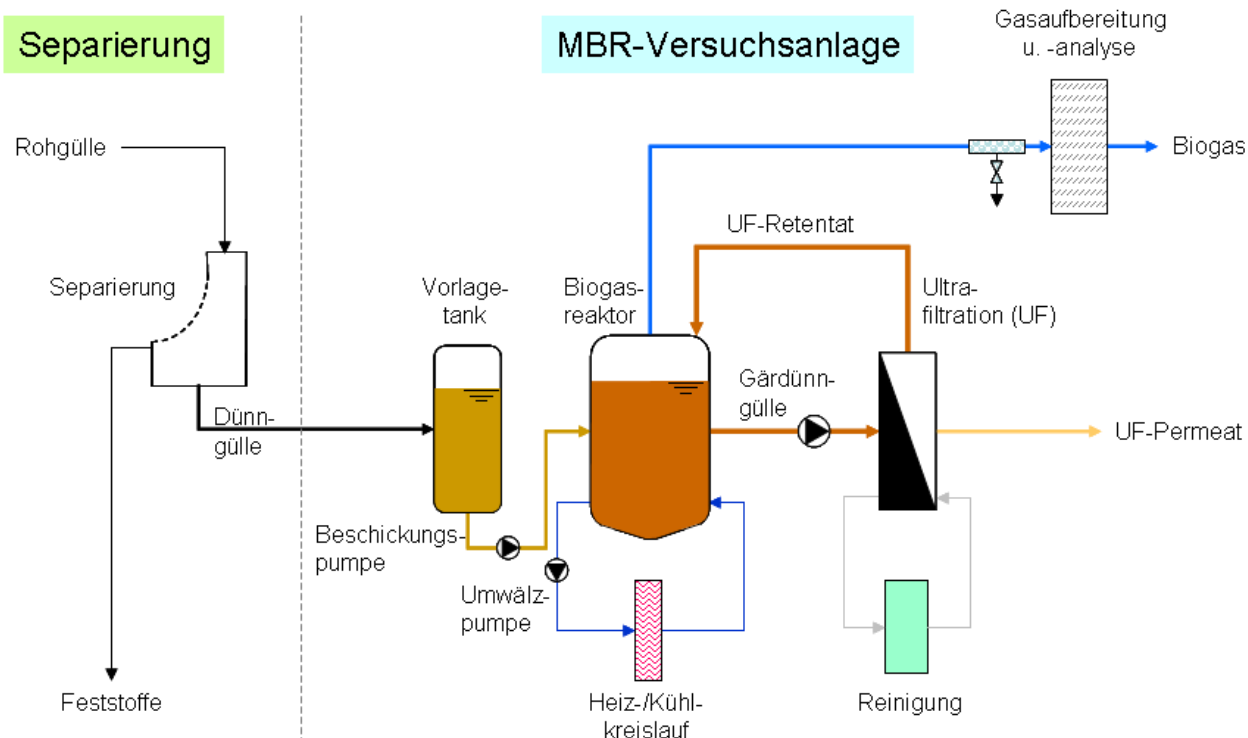 Separierung
MBR-Versuchsanlage
Gasaufbereitung
u. -analyse
Rohgülle
Biogas
UF-Retentat
Separierung
Vorlage-
tank
Biogas-
reaktor
Ultra-
filtration (UF)
Gärdünn-
gülle
Dünn-
gülle
UF-Permeat
Beschickungs-
pumpe
Umwälz-
pumpe
Feststoffe
Heiz-/Kühl-
kreislauf
Reinigung